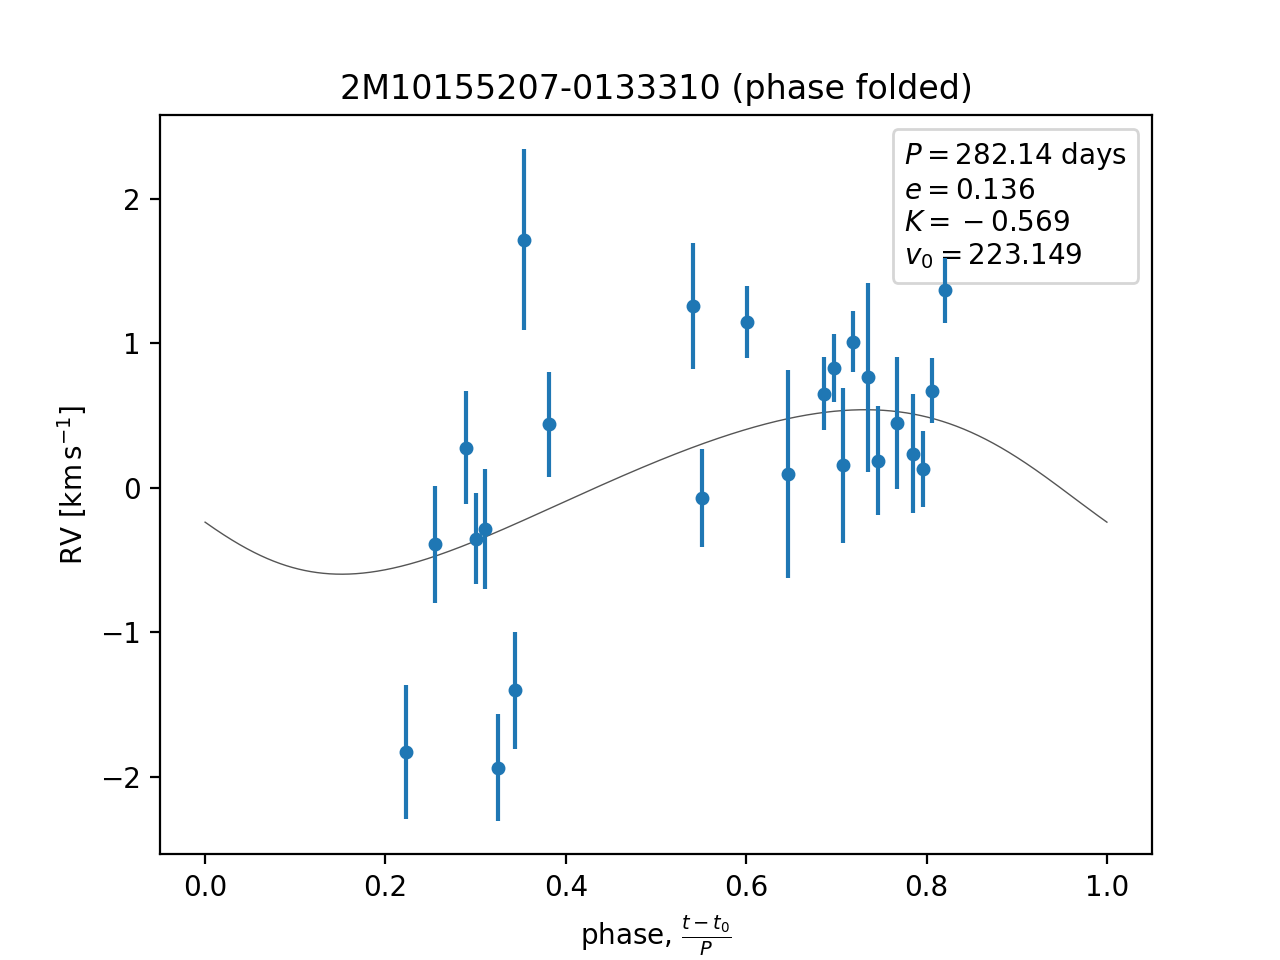 2M10155207-0133310 (phase folded)
P = 282.14 days
e = 0.136
K = −0.569
v₀ = 223.149
RV [km s⁻¹]
2
1
0
−1
−2
0.0 0.2 0.4 0.6 0.8 1.0
phase, (t − t₀)/P